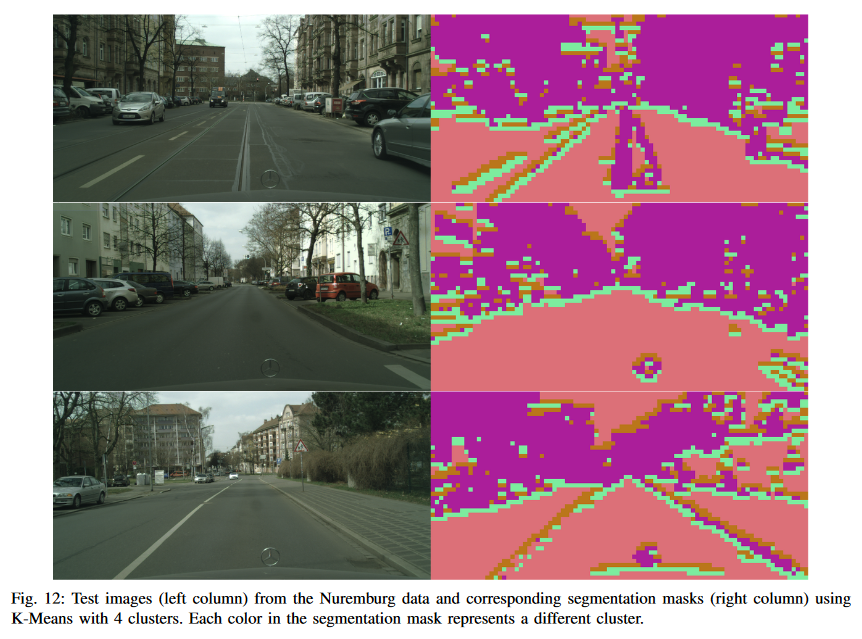 Fig. 12: Test images (left column) from the Nuremburg data and corresponding segmentation masks (right column) using
K-Means with 4 clusters. Each color in the segmentation mask represents a different cluster.